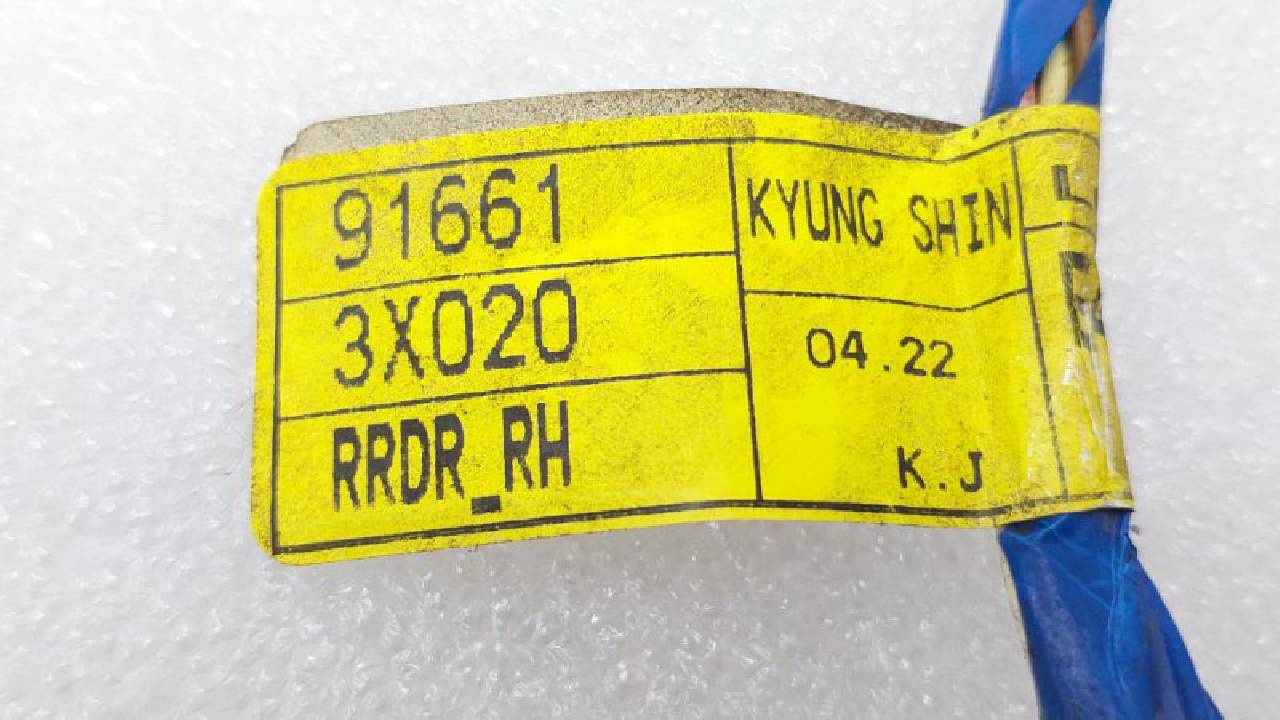 91661
3X020
RRDR_RH
KYUNG SHIN
04.22
K.J